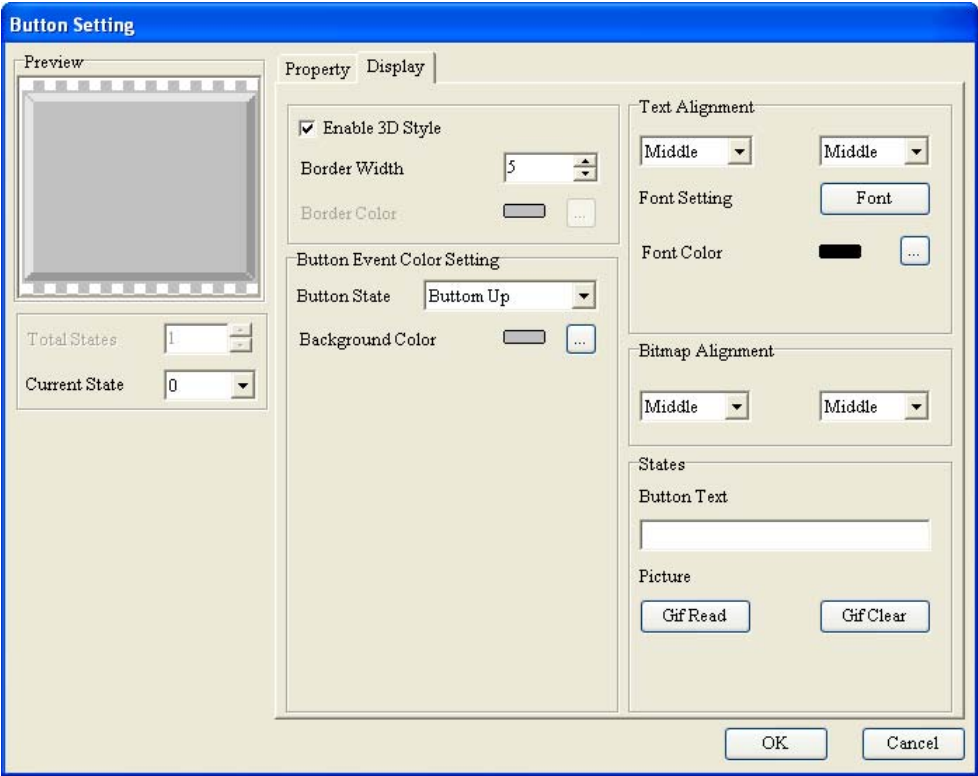 Button Setting
Preview
Total States 1
Current State 0
Property Display
Enable 3D Style
Border Width 5
Border Color ...
Button Event Color Setting
Button State Buttom Up
Background Color ...
Text Alignment
Middle Middle
Font Setting Font
Font Color ...
Bitmap Alignment
Middle Middle
States
Button Text
Picture
Gif Read Gif Clear
OK Cancel